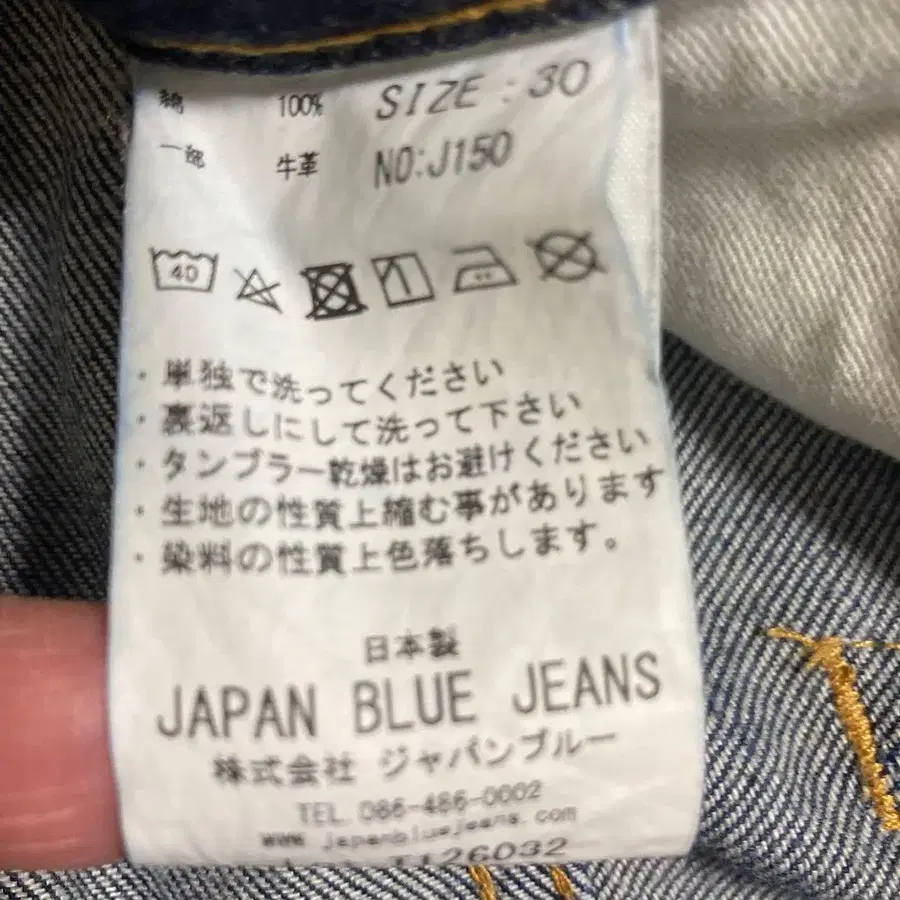 綿 100% SIZE : 30
一部 牛革 NO:J150
40
・単独で洗ってください
・裏返しにして洗って下さい
・タンブラー乾燥はお避けください
・生地の性質上縮む事があります
・染料の性質上色落ちします。
日本製
JAPAN BLUE JEANS
株式会社 ジャパンブルー
TEL. 086-486-0002
www.japanbluejeans.com
1126032